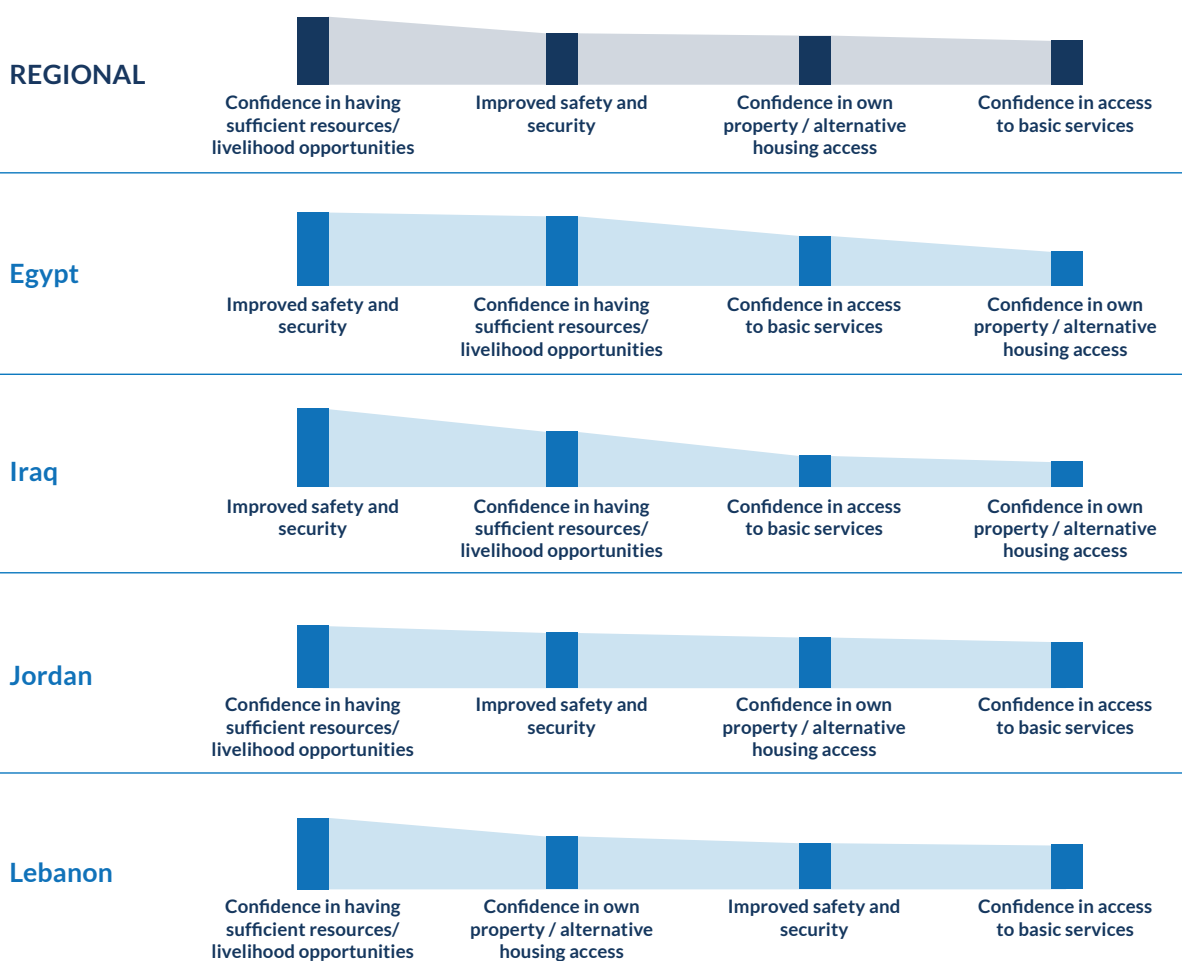 REGIONAL
Confidence in having
sufficient resources/
livelihood opportunities
Improved safety and
security
Confidence in own
property / alternative
housing access
Confidence in access
to basic services
Egypt
Improved safety and
security
Confidence in having
sufficient resources/
livelihood opportunities
Confidence in access
to basic services
Confidence in own
property / alternative
housing access
Iraq
Improved safety and
security
Confidence in having
sufficient resources/
livelihood opportunities
Confidence in access
to basic services
Confidence in own
property / alternative
housing access
Jordan
Confidence in having
sufficient resources/
livelihood opportunities
Improved safety and
security
Confidence in own
property / alternative
housing access
Confidence in access
to basic services
Lebanon
Confidence in having
sufficient resources/
livelihood opportunities
Confidence in own
property / alternative
housing access
Improved safety and
security
Confidence in access
to basic services